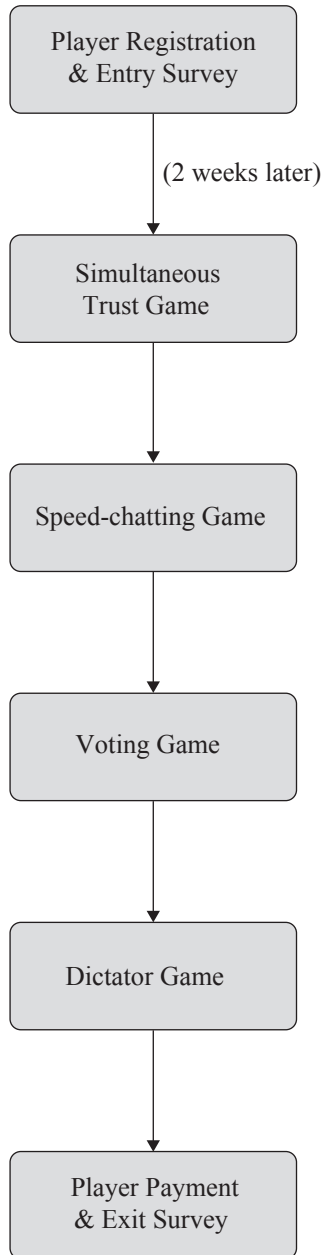 Player Registration
& Entry Survey
(2 weeks later)
Simultaneous
Trust Game
Speed-chatting Game
Voting Game
Dictator Game
Player Payment
& Exit Survey